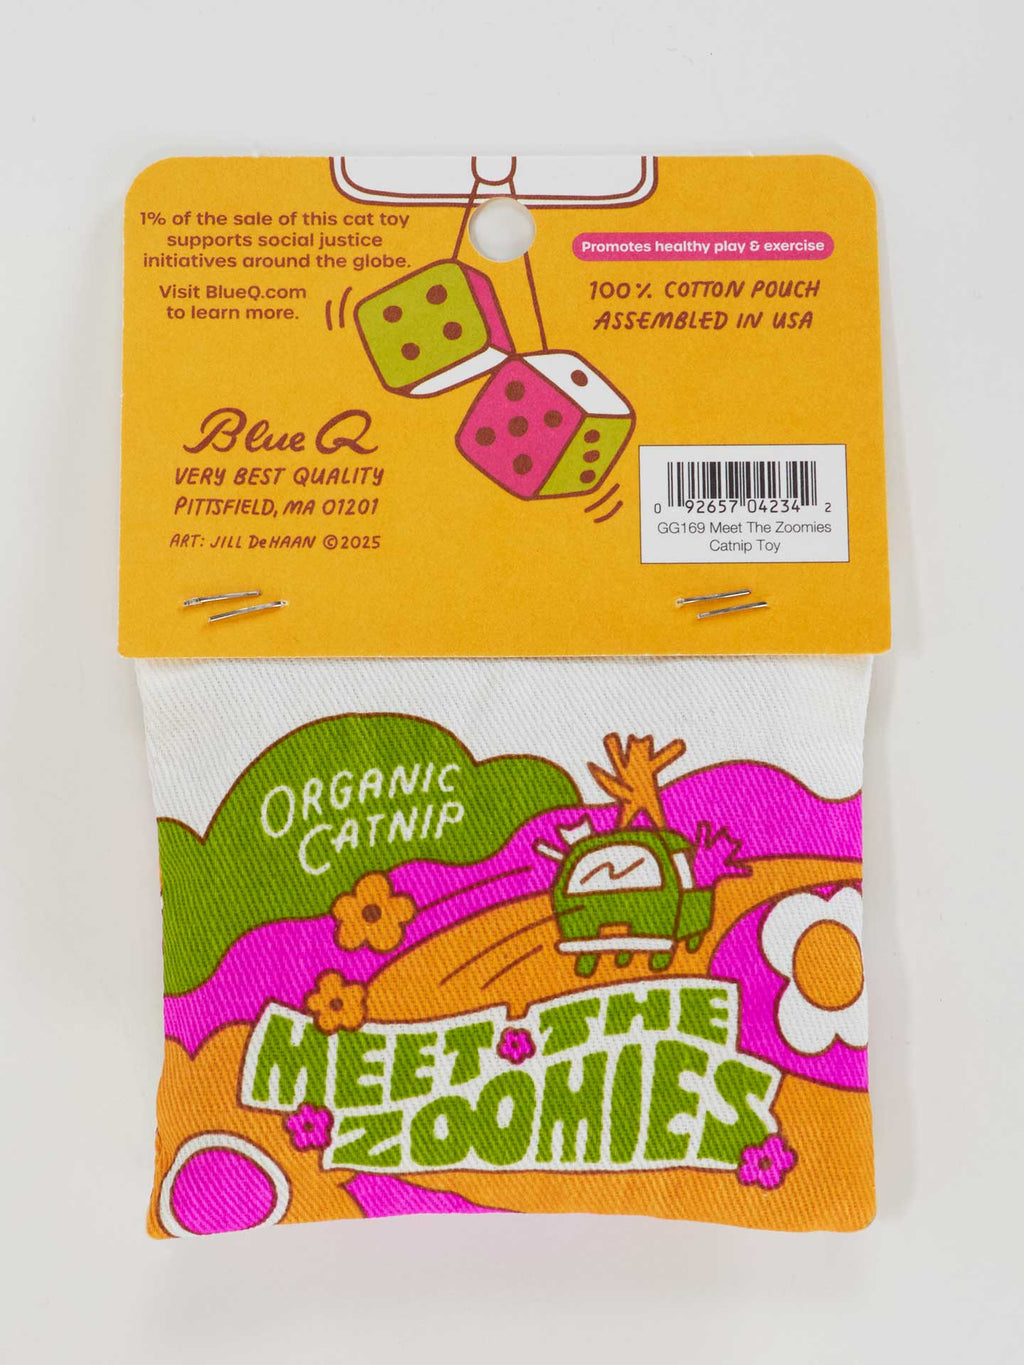 1% of the sale of this cat toy
supports social justice
initiatives around the globe.
Visit BlueQ.com
to learn more.
Promotes healthy play & exercise
100% COTTON POUCH
ASSEMBLED IN USA
Blue Q
VERY BEST QUALITY
PITTSFIELD, MA 01201
ART: JILL DeHAAN ©2025
0 92657 04234 2
GG169 Meet The Zoomies
Catnip Toy
ORGANIC
CATNIP
MEET THE
ZOOMIES